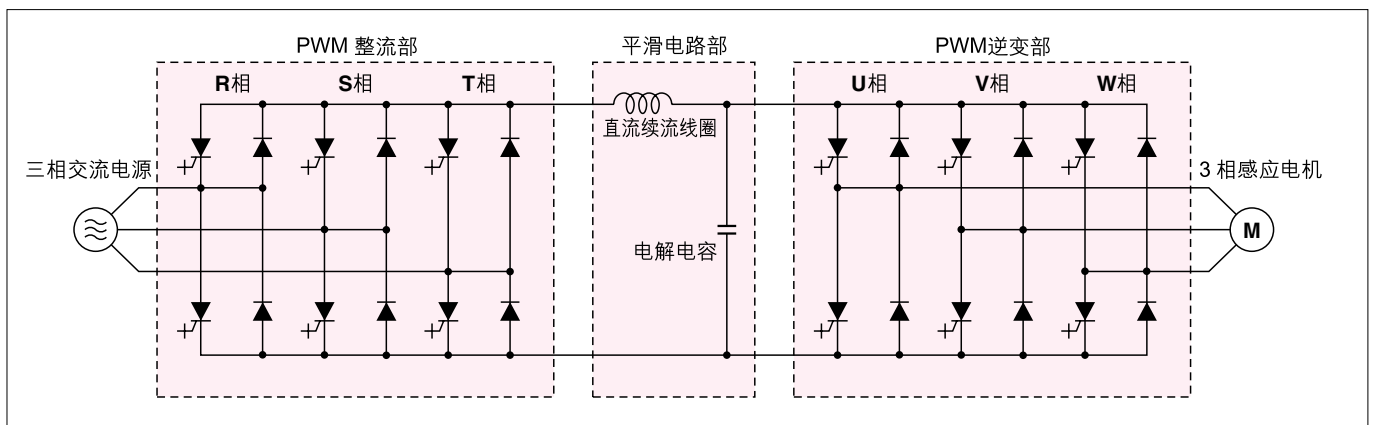 PWM 整流部
平滑电路部
PWM逆变部
R相
S相
T相
U相
V相
W相
直流续流线圈
三相交流电源
3 相感应电机
M
电解电容